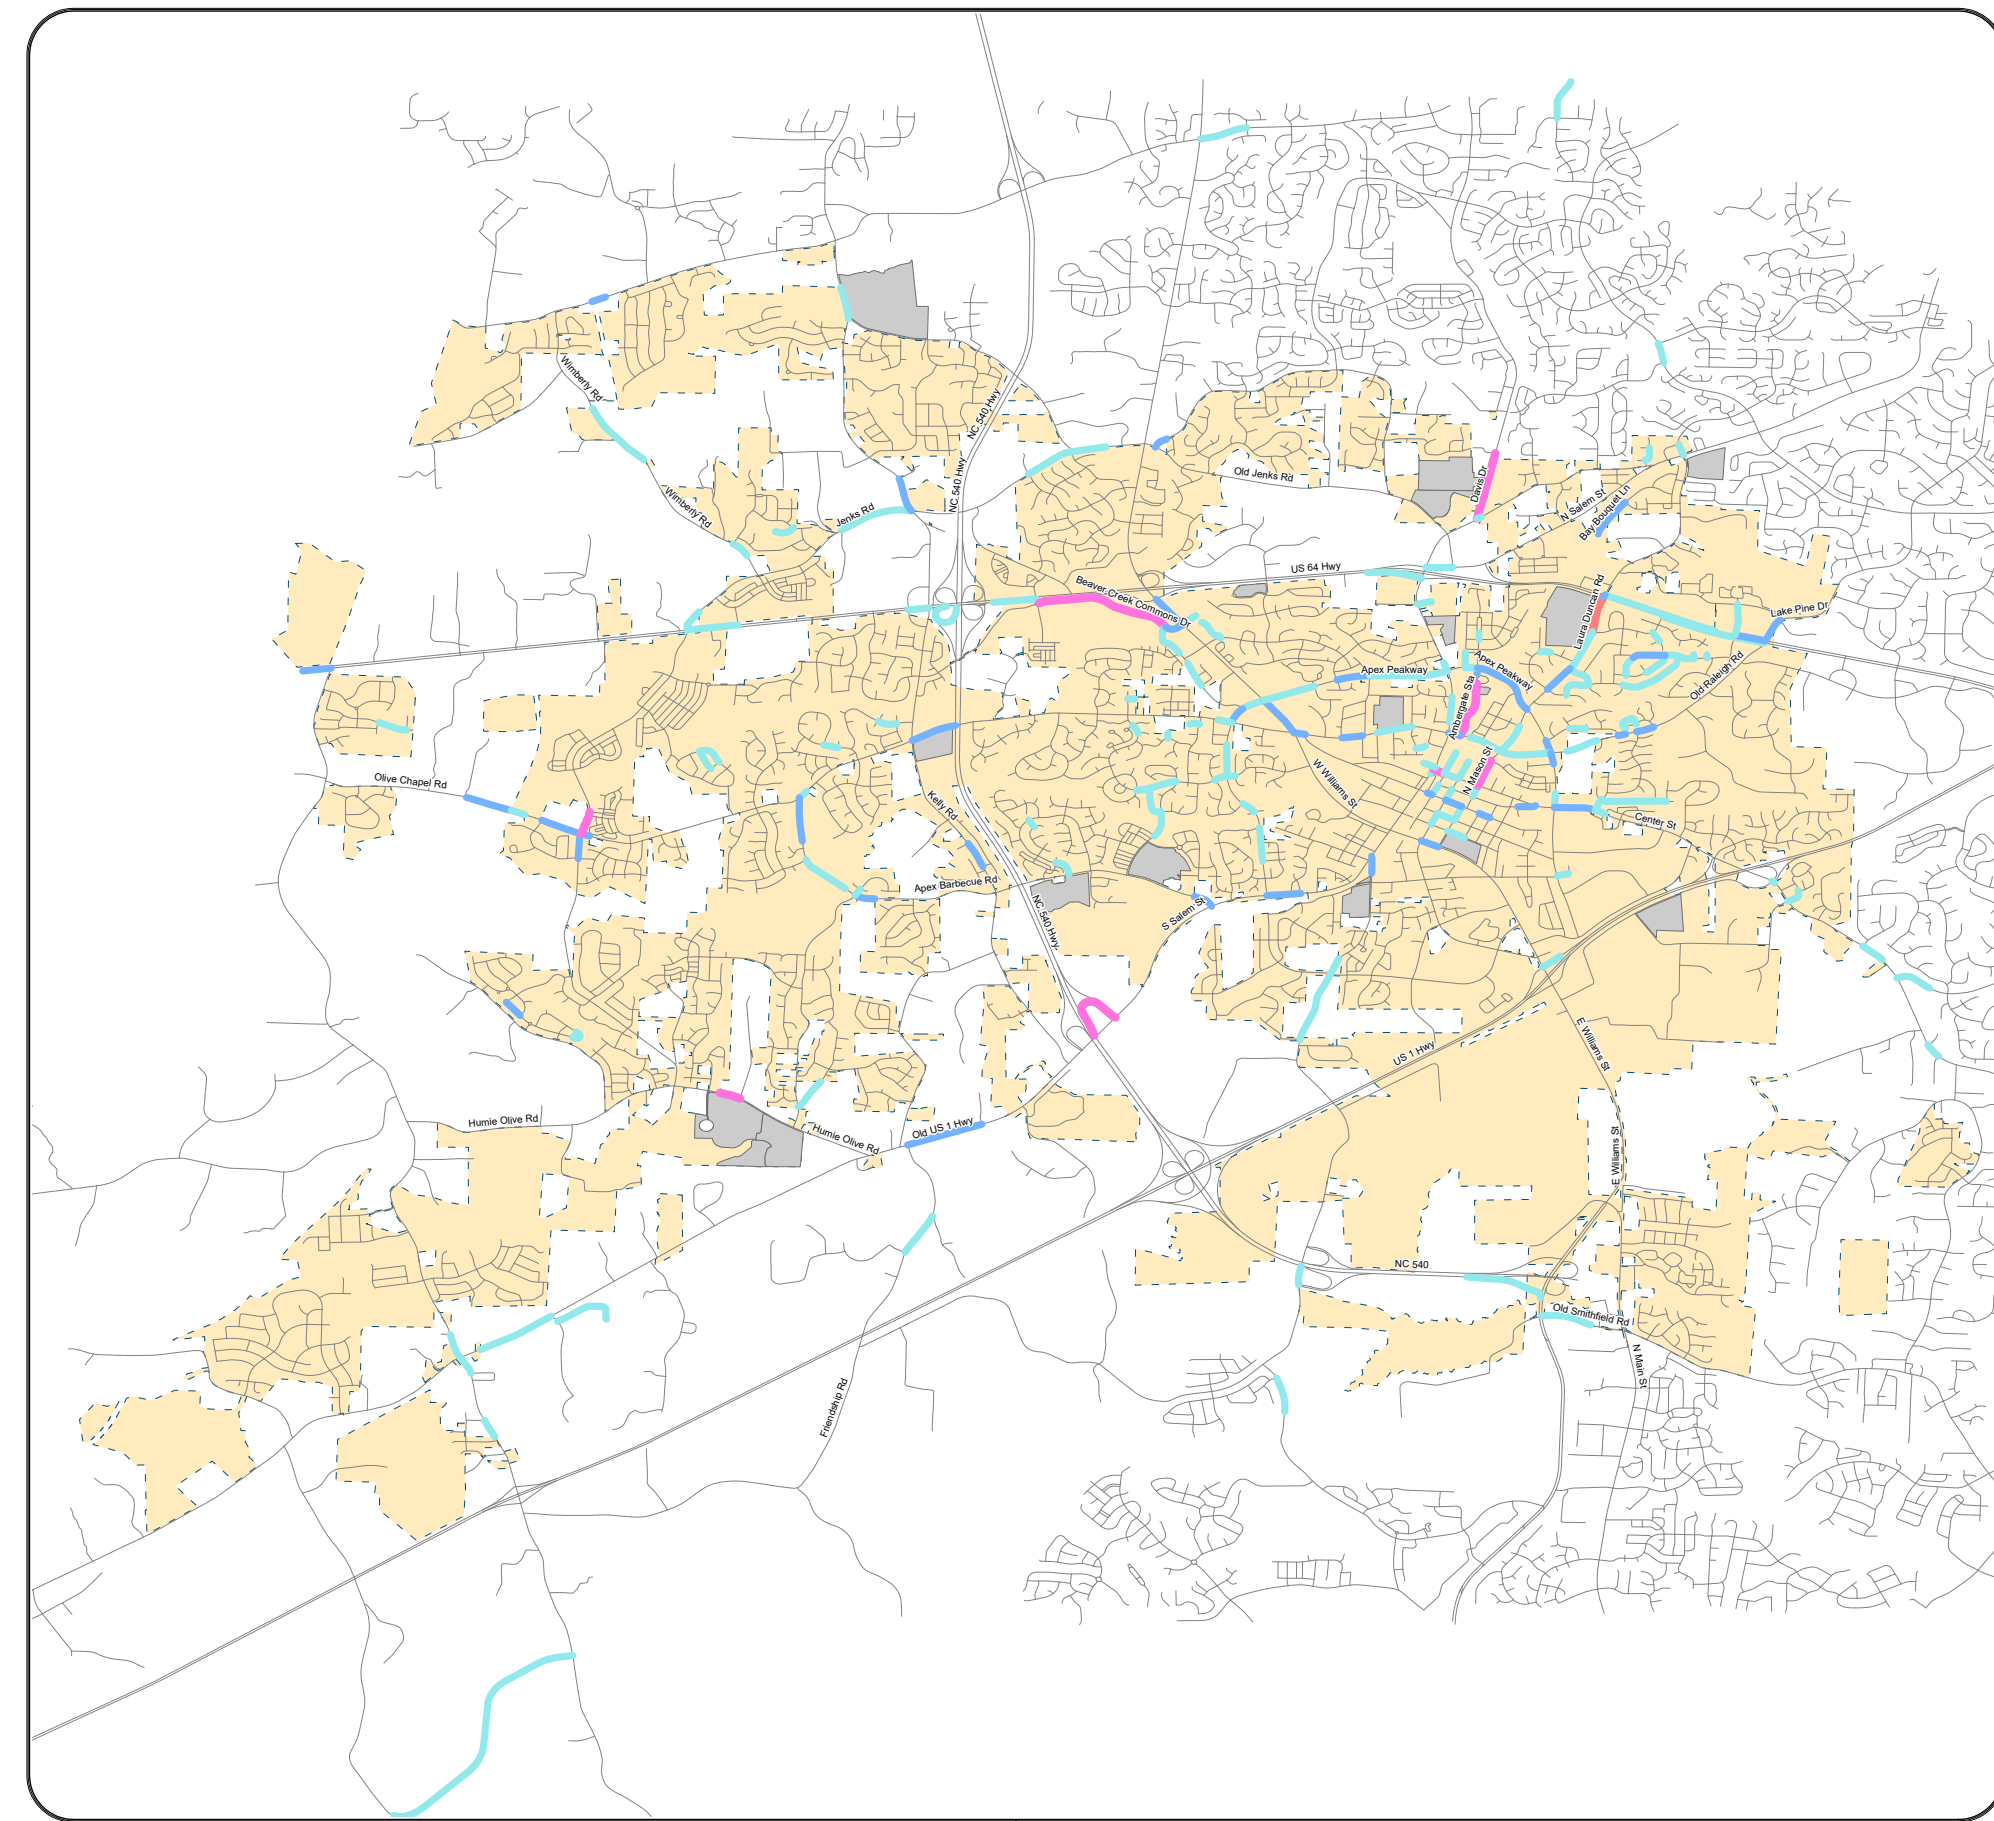 Wimberly Rd
NC 540 Hwy
Old Jenks Rd
Davis Dr
NC 540 Hwy
Wimberly Rd
Jenks Rd
N Salem St
Bay Bouquet Ln
US 64 Hwy
Beaver Creek Commons Dr
Laura Duncan Rd
Lake Pine Dr
Apex Peakway
Apex Peakway
Old Raleigh Rd
Ambergate Sta
Olive Chapel Rd
N Mason St
W Williams St
Kelly Rd
Center St
Apex Barbecue Rd
S Salem St
NC 540 Hwy
E Williams St
US 1 Hwy
Humie Olive Rd
Humie Olive Rd
Old US 1 Hwy
E Williams St
NC 540
Old Smithfield Rd
N Main St
Friendship Rd